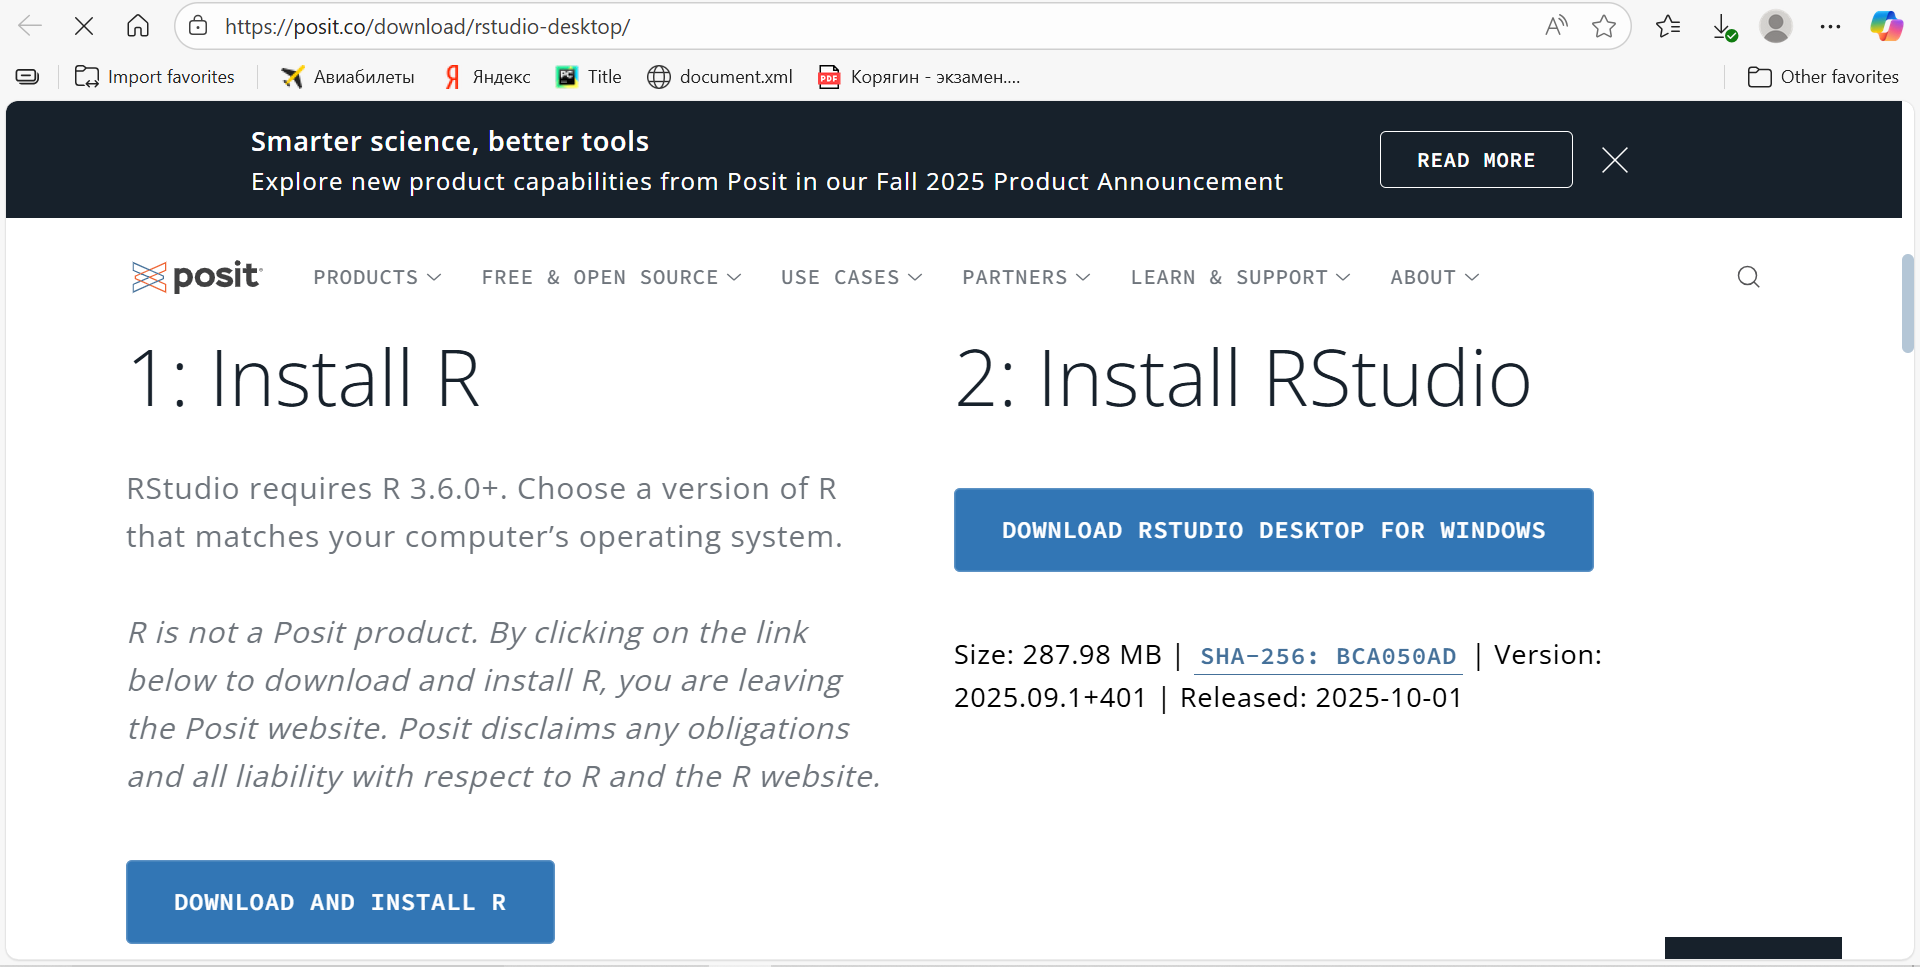 https://posit.co/download/rstudio-desktop/
Import favorites
Авиабилеты
Яндекс
Title
document.xml
Корягин - экзамен....
Other favorites
Smarter science, better tools
Explore new product capabilities from Posit in our Fall 2025 Product Announcement
READ MORE
posit
PRODUCTS
FREE & OPEN SOURCE
USE CASES
PARTNERS
LEARN & SUPPORT
ABOUT
1: Install R
RStudio requires R 3.6.0+. Choose a version of R
that matches your computer’s operating system.
R is not a Posit product. By clicking on the link
below to download and install R, you are leaving
the Posit website. Posit disclaims any obligations
and all liability with respect to R and the R website.
DOWNLOAD AND INSTALL R
2: Install RStudio
DOWNLOAD RSTUDIO DESKTOP FOR WINDOWS
Size: 287.98 MB | SHA-256: BCA050AD | Version:
2025.09.1+401 | Released: 2025-10-01